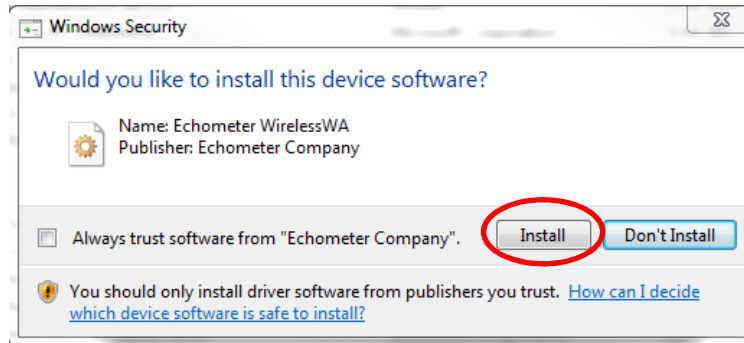 Windows Security
Would you like to install this device software?
Name: Echometer WirelessWA
Publisher: Echometer Company
Always trust software from "Echometer Company".
Install
Don't Install
You should only install driver software from publishers you trust. How can I decide
which device software is safe to install?